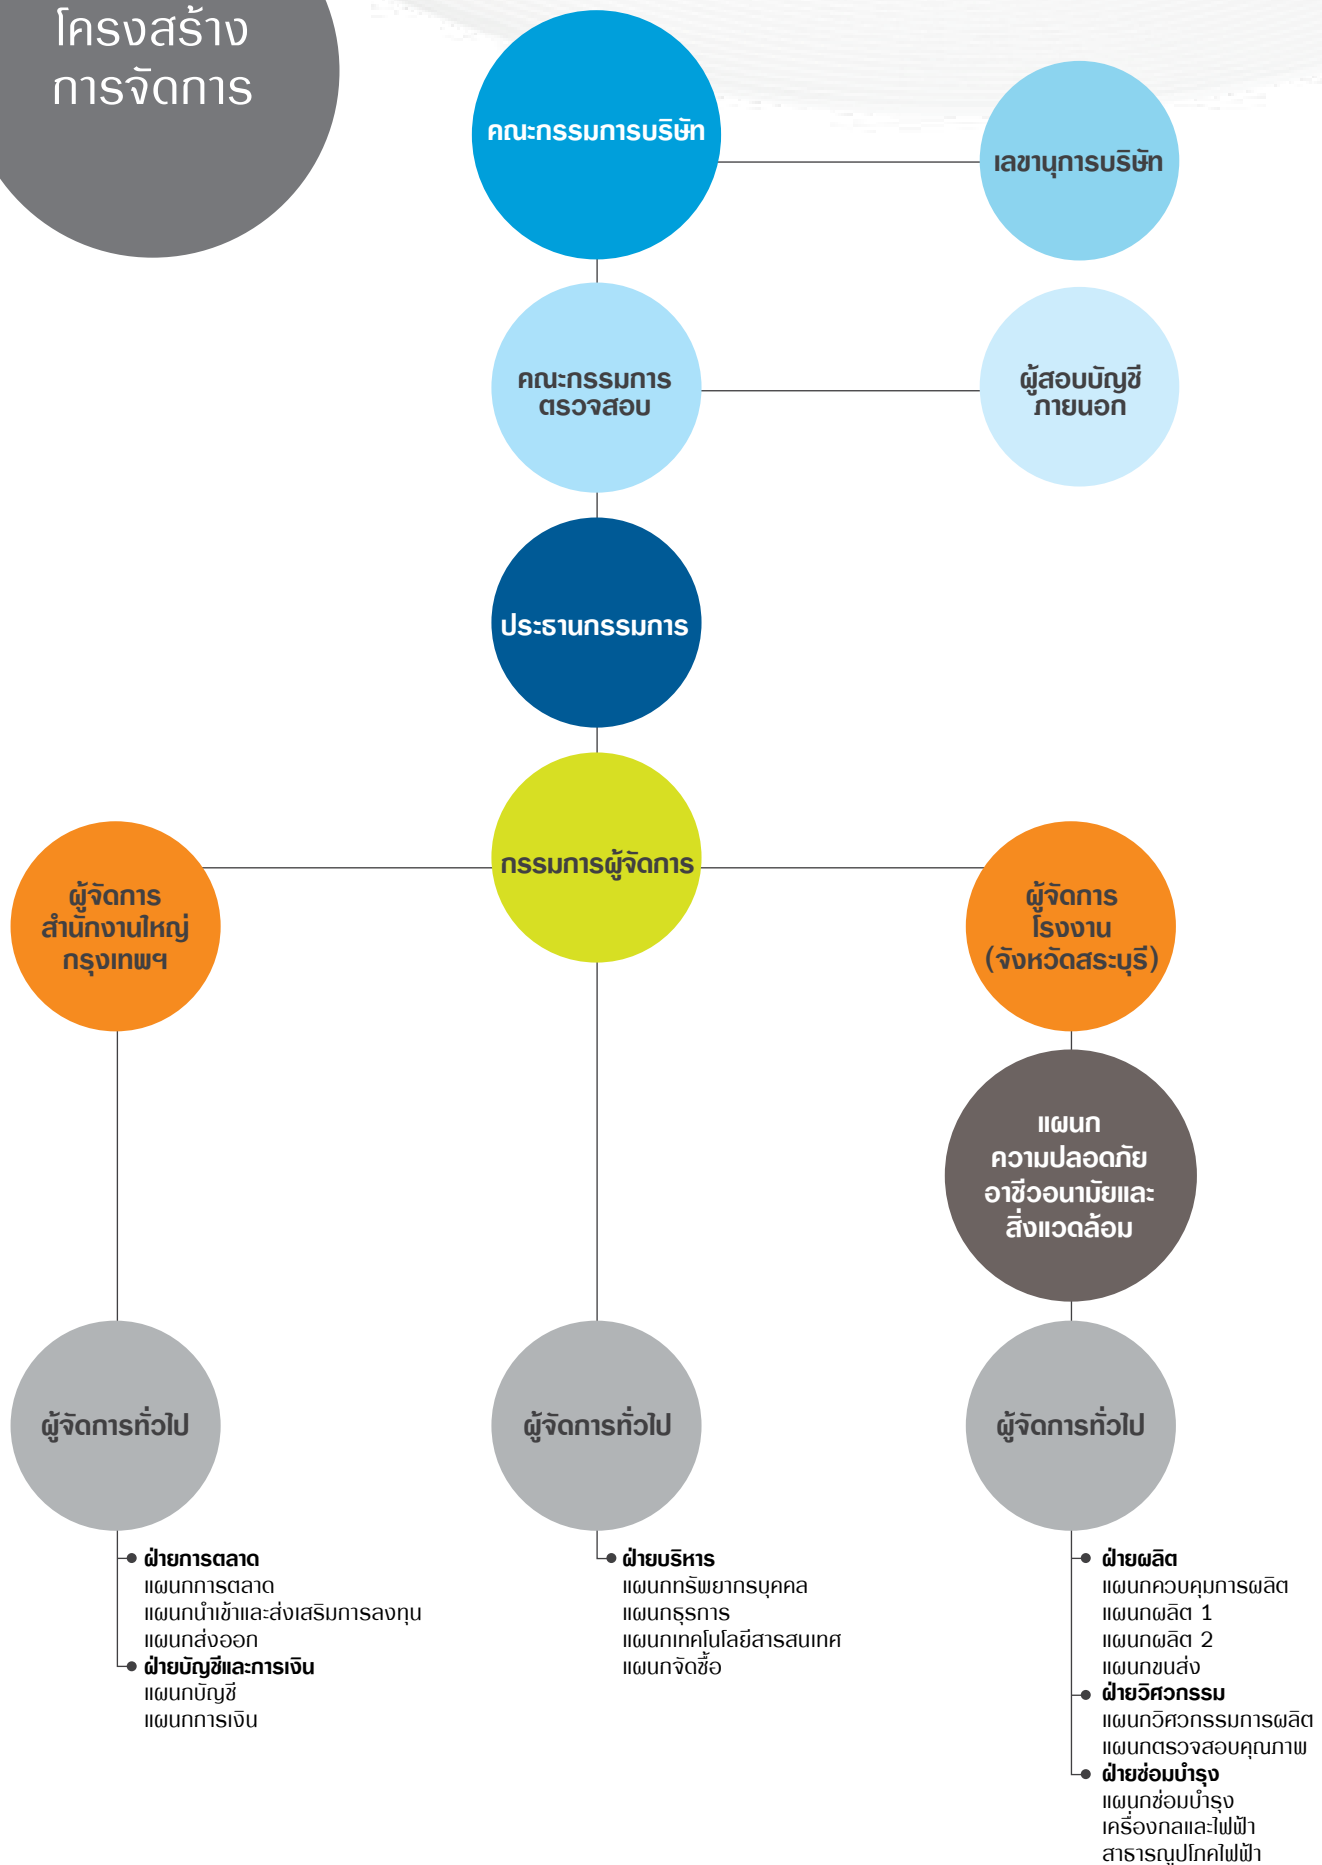 โครงสร้าง
การจัดการ
คณะกรรมการบริษัท
เลขานุการบริษัท
คณะกรรมการ
ตรวจสอบ
ผู้สอบบัญชี
ภายนอก
ประธานกรรมการ
กรรมการผู้จัดการ
ผู้จัดการ
สำนักงานใหญ่
กรุงเทพฯ
ผู้จัดการ
โรงงาน
(จังหวัดสระบุรี)
แผนก
ความปลอดภัย
อาชีวอนามัยและ
สิ่งแวดล้อม
ผู้จัดการทั่วไป
ผู้จัดการทั่วไป
ผู้จัดการทั่วไป
ฝ่ายการตลาด
แผนกการตลาด
แผนกนำเข้าและส่งเสริมการลงทุน
แผนกส่งออก
ฝ่ายบัญชีและการเงิน
แผนกบัญชี
แผนกการเงิน
ฝ่ายบริหาร
แผนกทรัพยากรบุคคล
แผนกธุรการ
แผนกเทคโนโลยีสารสนเทศ
แผนกจัดซื้อ
ฝ่ายผลิต
แผนกควบคุมการผลิต
แผนกผลิต 1
แผนกผลิต 2
แผนกขนส่ง
ฝ่ายวิศวกรรม
แผนกวิศวกรรมการผลิต
แผนกตรวจสอบคุณภาพ
ฝ่ายซ่อมบำรุง
แผนกซ่อมบำรุง
เครื่องกลและไฟฟ้า
สาธารณูปโภคไฟฟ้า